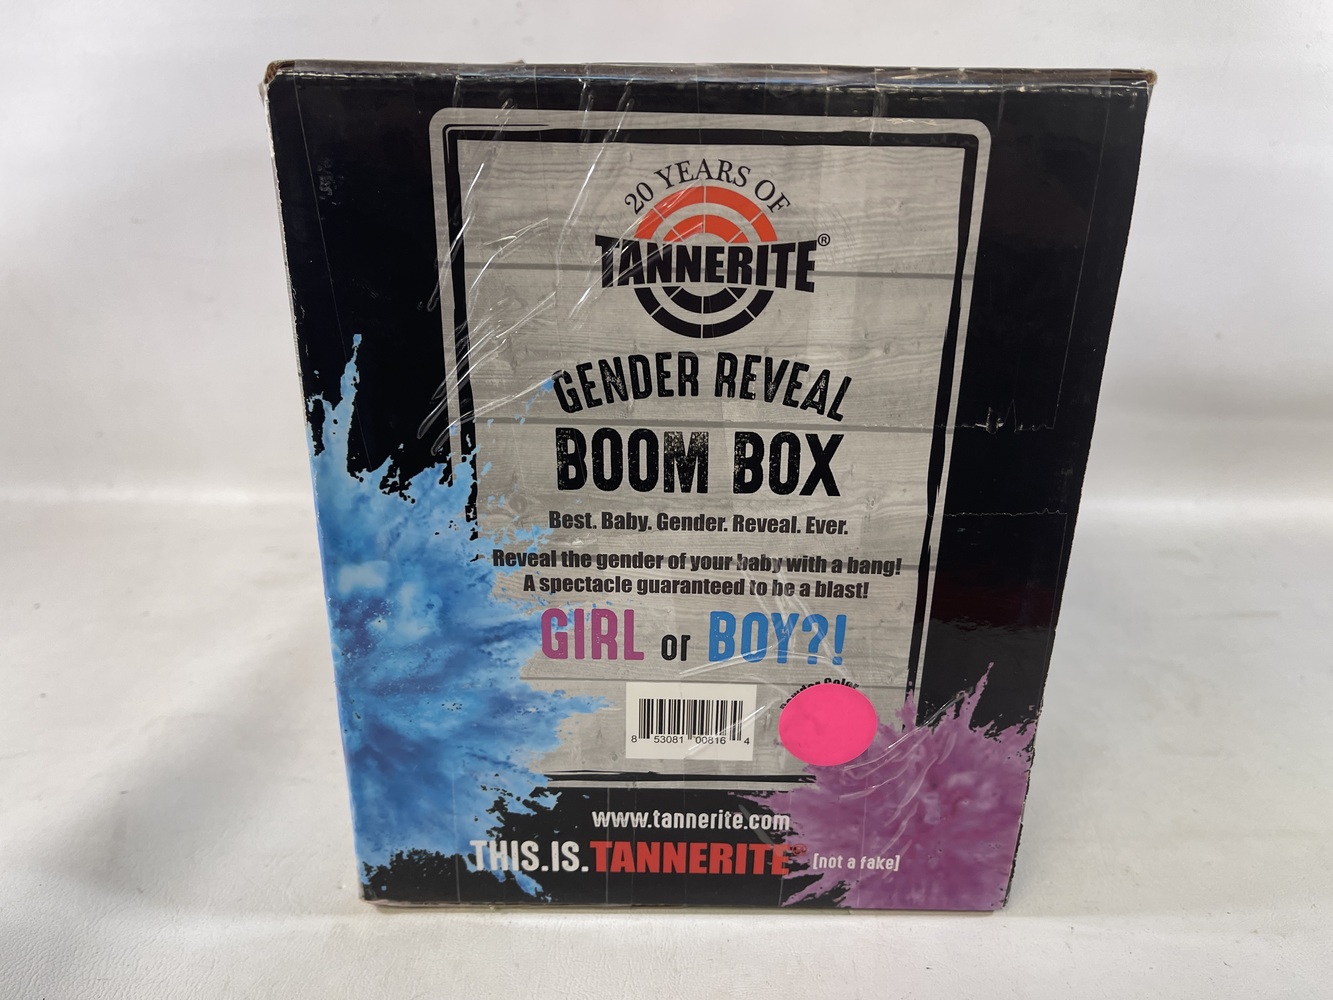 20 YEARS OF
TANNERITE®
GENDER REVEAL
BOOM BOX
Best. Baby. Gender. Reveal. Ever.
Reveal the gender of your baby with a bang!
A spectacle guaranteed to be a blast!
GIRL or BOY?!
Powder Color
8 53081 00816 4
www.tannerite.com
THIS.IS.TANNERITE® [not a fake]